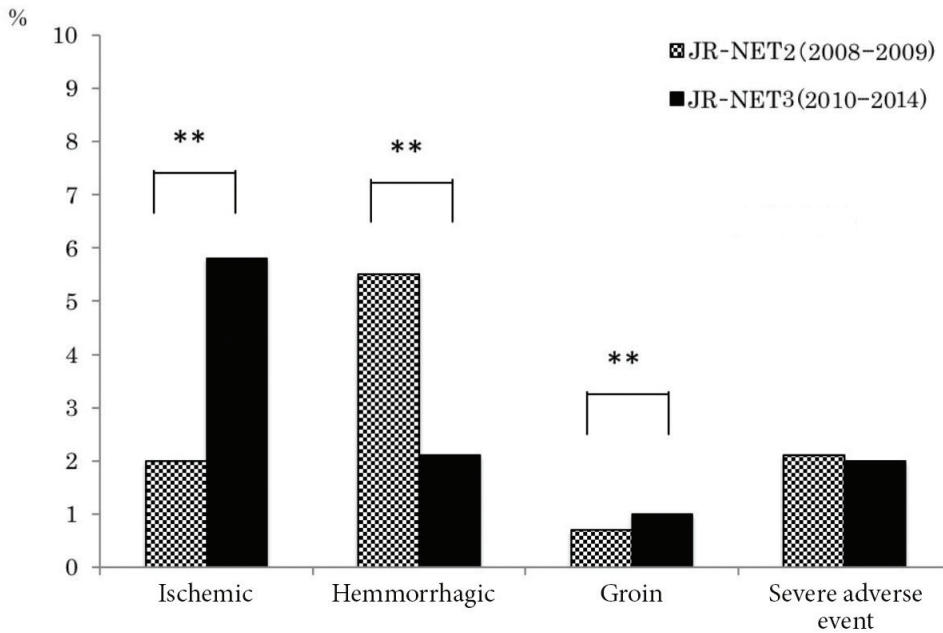 %
10
9
8
7
6
5
4
3
2
1
0
JR-NET2(2008-2009)
JR-NET3(2010-2014)
**
**
**
Ischemic
Hemmorrhagic
Groin
Severe adverse
event